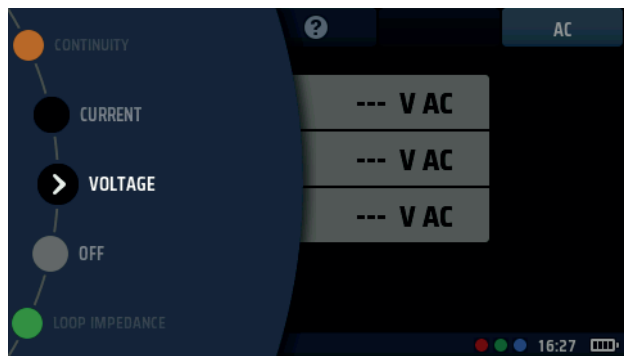 CONTINUITY
CURRENT
VOLTAGE
OFF
LOOP IMPEDANCE
?
AC
--- V AC
--- V AC
--- V AC
16:27